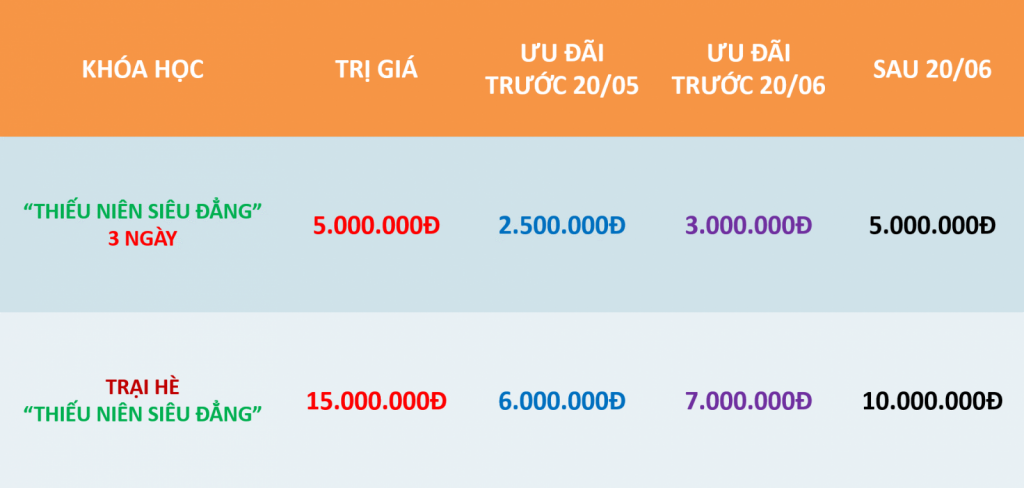 KHÓA HỌC
TRỊ GIÁ
ƯU ĐÃI
TRƯỚC 20/05
ƯU ĐÃI
TRƯỚC 20/06
SAU 20/06
“THIẾU NIÊN SIÊU ĐẲNG”
3 NGÀY
5.000.000Đ
2.500.000Đ
3.000.000Đ
5.000.000Đ
TRẠI HÈ
“THIẾU NIÊN SIÊU ĐẲNG”
15.000.000Đ
6.000.000Đ
7.000.000Đ
10.000.000Đ